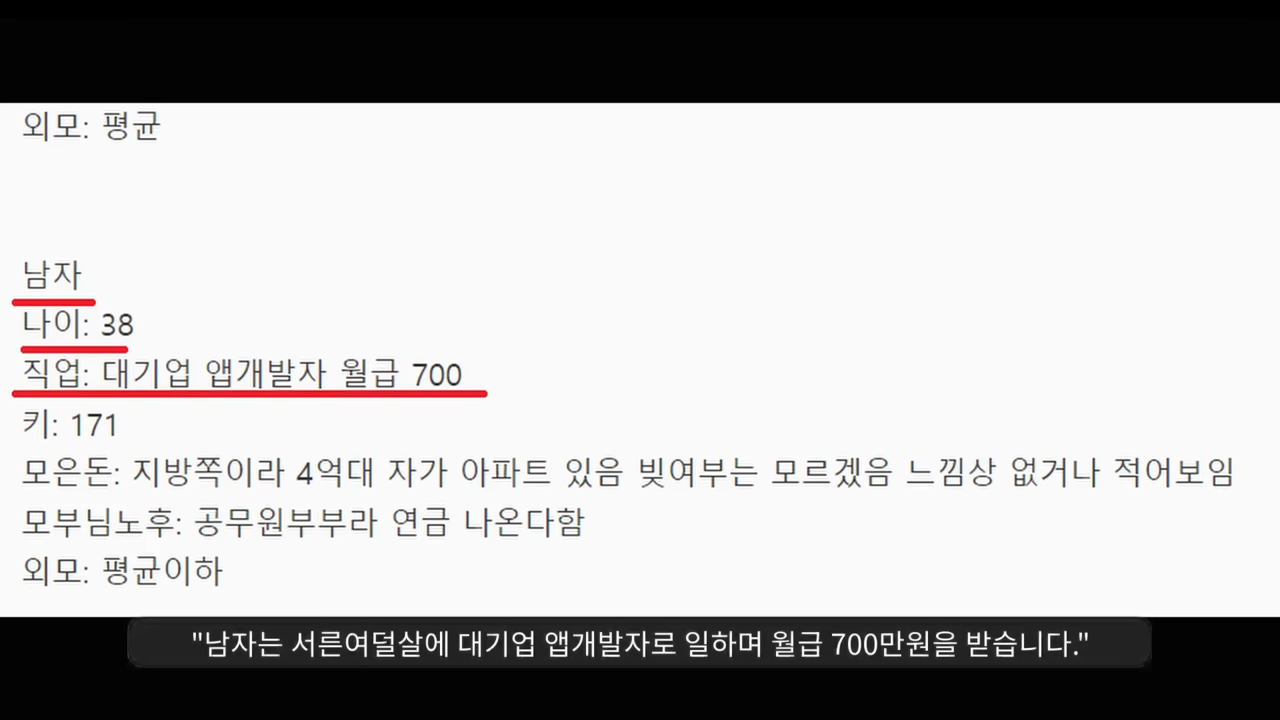 외모: 평균
남자
나이: 38
직업: 대기업 앱개발자 월급 700
키: 171
모은돈: 지방쪽이라 4억대 자가 아파트 있음 빚여부는 모르겠음 느낌상 없거나 적어보임
모부님노후: 공무원부부라 연금 나온다함
외모: 평균이하
"남자는 서른여덜살에 대기업 앱개발자로 일하며 월급 700만원을 받습니다."